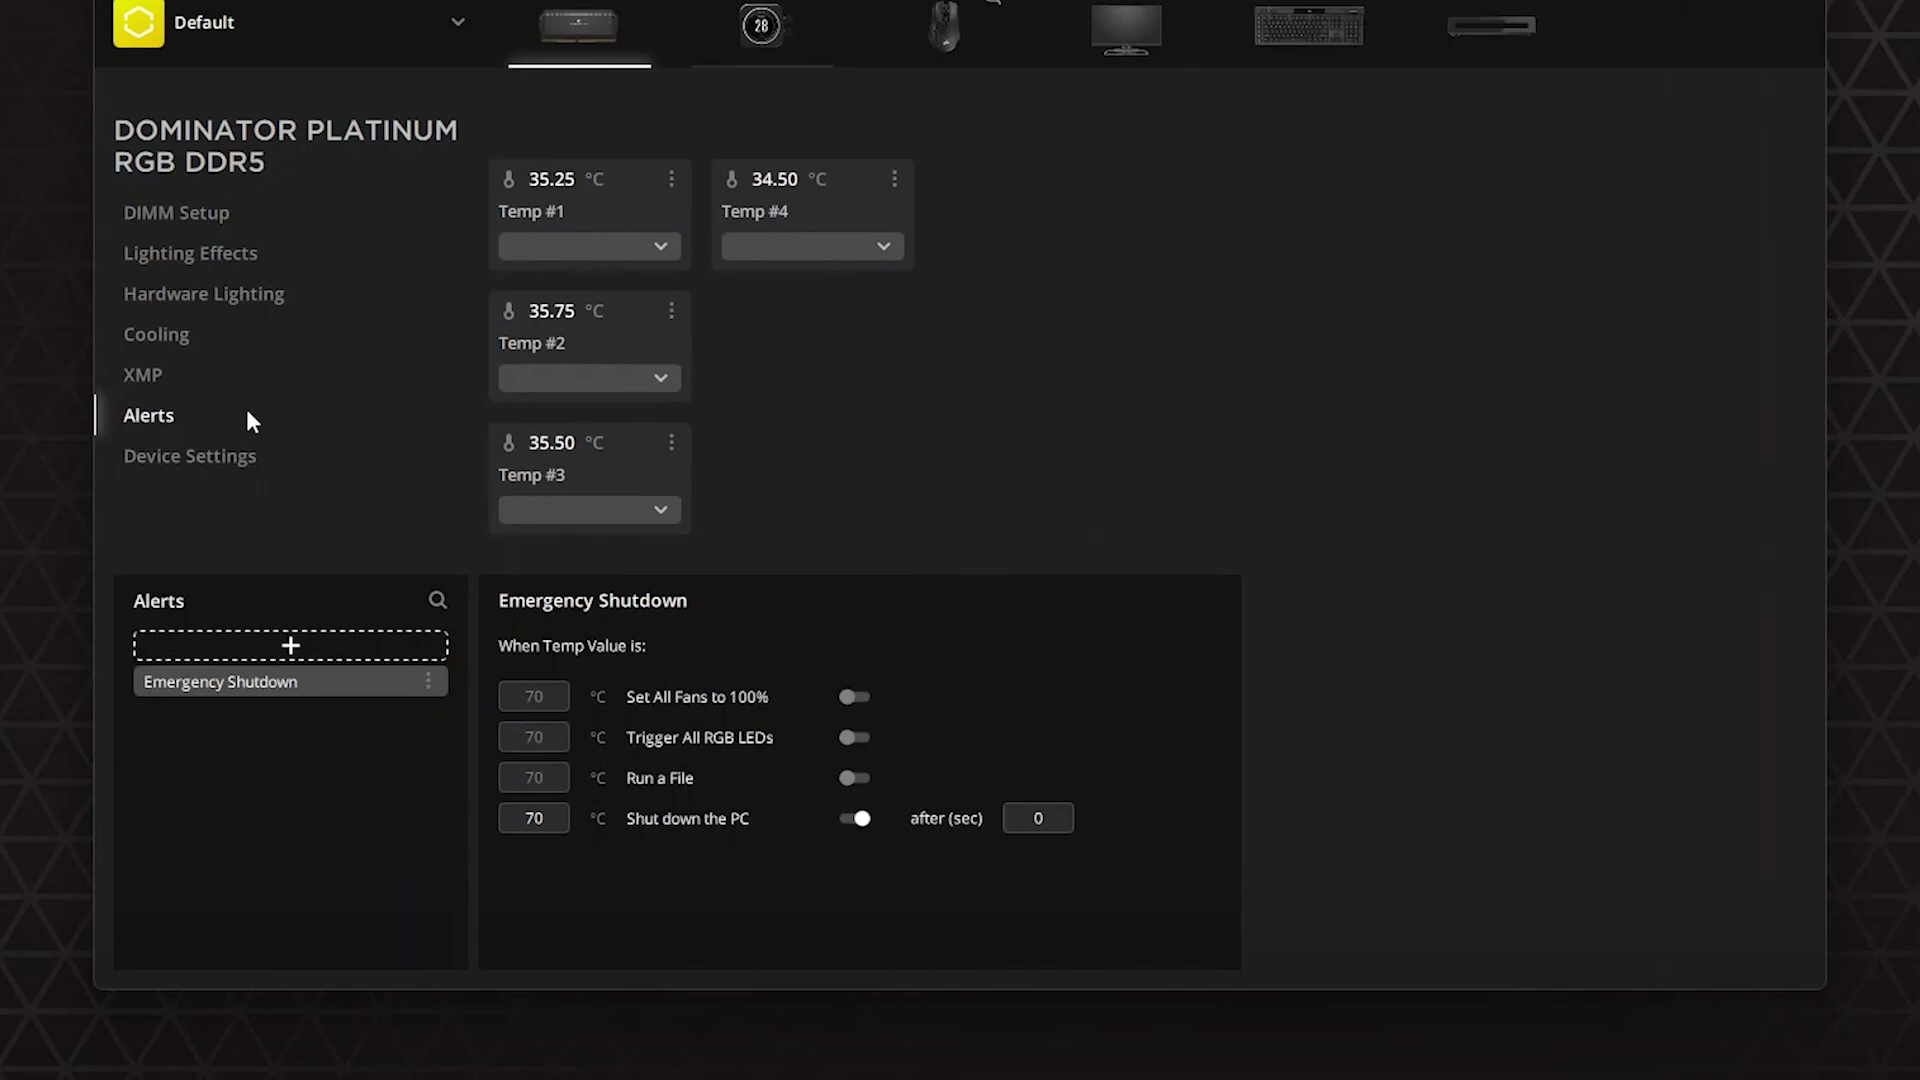 Default
28
DOMINATOR PLATINUM
RGB DDR5
DIMM Setup
Lighting Effects
Hardware Lighting
Cooling
XMP
Alerts
Device Settings
35.25 °C
Temp #1
34.50 °C
Temp #4
35.75 °C
Temp #2
35.50 °C
Temp #3
Alerts
+
Emergency Shutdown
Emergency Shutdown
When Temp Value is:
70 °C Set All Fans to 100%
70 °C Trigger All RGB LEDs
70 °C Run a File
70 °C Shut down the PC after (sec) 0